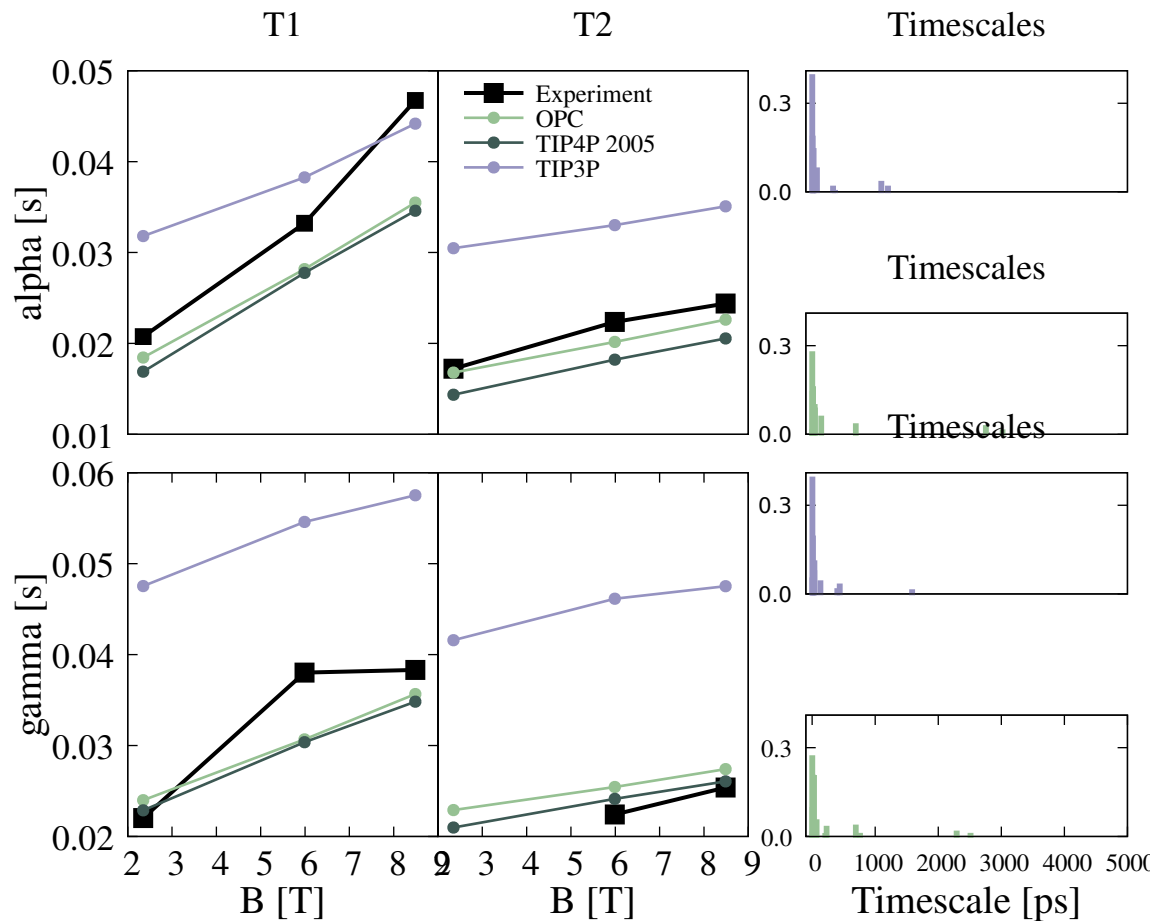 T1
T2
Timescales
0.05
0.04
0.03
0.02
0.01
alpha [s]
Experiment
OPC
TIP4P 2005
TIP3P
0.3
0.0
Timescales
0.3
0.0
Timescales
0.06
0.05
0.04
0.03
0.02
gamma [s]
0.3
0.0
0.3
0.0
2 3 4 5 6 7 8 9
2 3 4 5 6 7 8 9
0 1000 2000 3000 4000 5000
B [T]
B [T]
Timescale [ps]